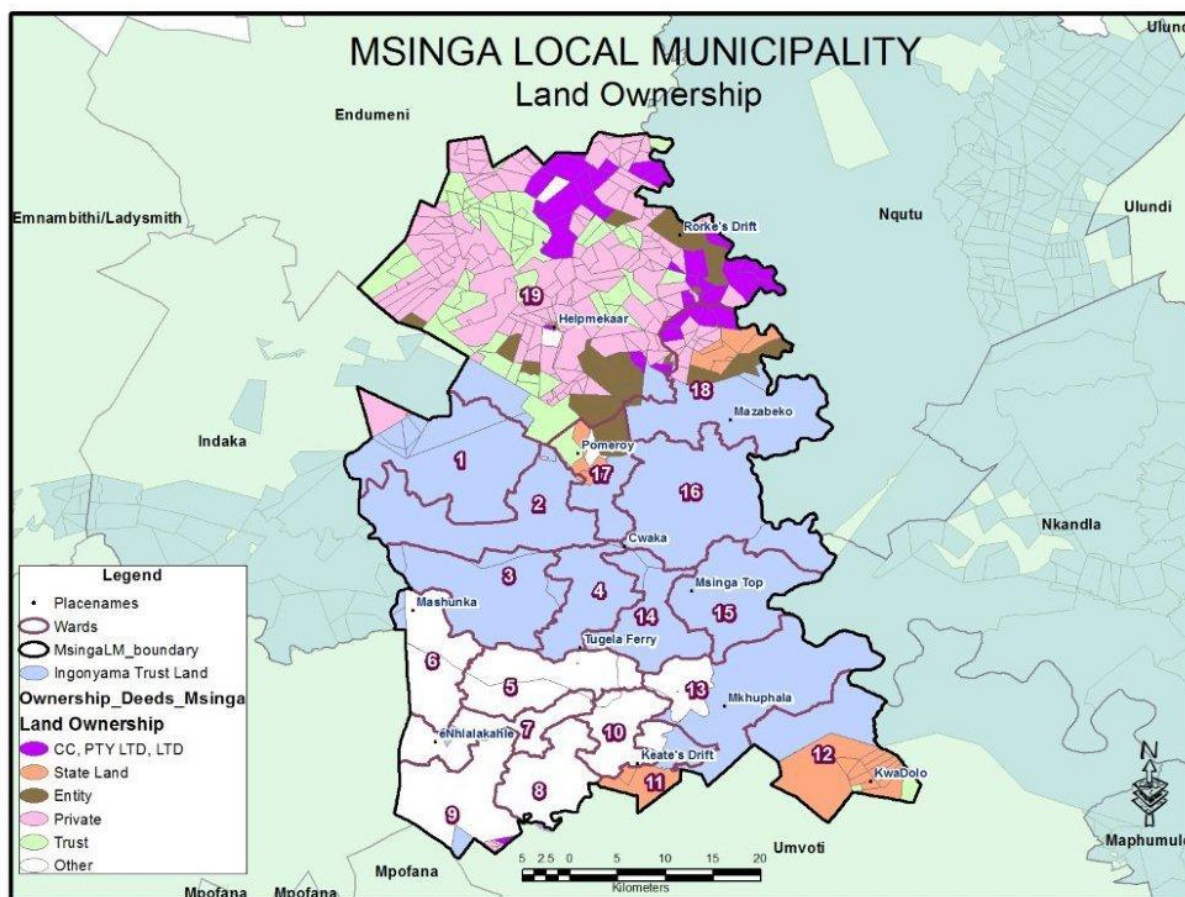 MSINGA LOCAL MUNICIPALITY
Land Ownership
Ulundi
Endumeni
Emnambithi/Ladysmith
Nqutu
Ulundi
Rorke's Drift
19
Helpmekaar
18
Mazabeko
Indaka
Pomeroy
1
17
2
16
Nkandla
Cwaka
3
4
Msinga Top
14
15
Mashunka
Tugela Ferry
6
5
13
Mkhuphala
7
10
eNhlalakahle
Keate's Drift
12
KwaDolo
11
8
9
Umvoti
Maphumulo
Mpofana
Mpofana
Mpofana
N
5 2.5 0 5 10 15 20
Kilometers
Legend
Placenames
Wards
MsingaLM_boundary
Ingonyama Trust Land
Ownership_Deeds_Msinga
Land Ownership
CC, PTY LTD, LTD
State Land
Entity
Private
Trust
Other